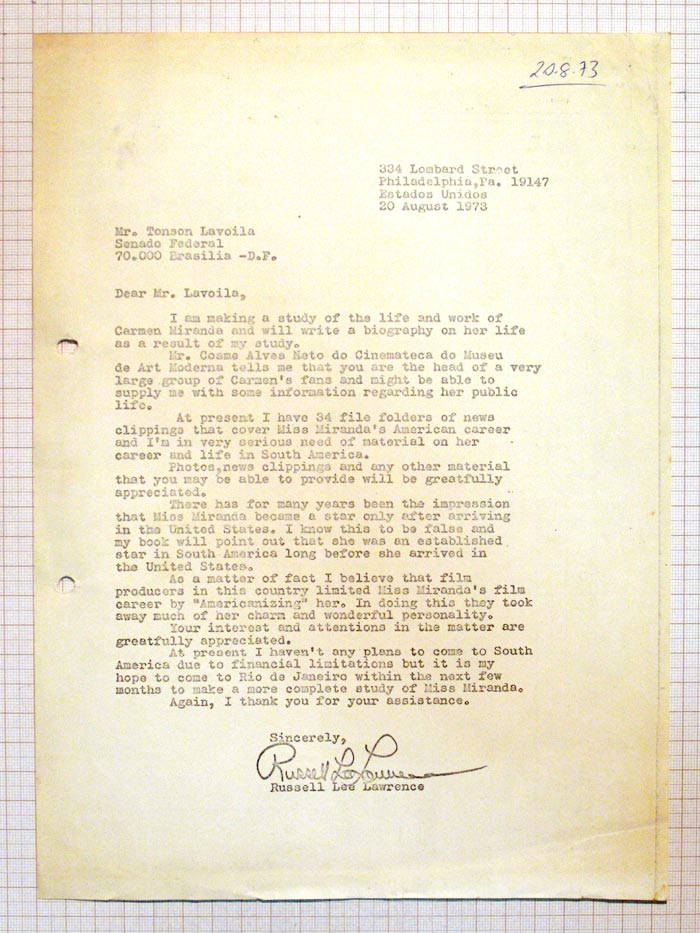 20.8.73
334 Lombard Street
Philadelphia,Pa. 19147
Estados Unidos
20 August 1973
Mr. Tonson Lavoila
Senado Federal
70.000 Brasilia -D.F.
Dear Mr. Lavoila,
I am making a study of the life and work of
Carmen Miranda and will write a biography on her life
as a result of my study.
Mr. Cosme Alves Neto do Cinemateca do Museu
de Art Moderna tells me that you are the head of a very
large group of Carmen's fans and might be able to
supply me with some information regarding her public
life.
At present I have 34 file folders of news
clippings that cover Miss Miranda's American career
and I'm in very serious need of material on her
career and life in South America.
Photos,news clippings and any other material
that you may be able to provide will be greatfully
appreciated.
There has for many years been the impression
that Miss Miranda became a star only after arriving
in the United States. I know this to be false and
my book will point out that she was an established
star in South America long before she arrived in
the United States.
As a matter of fact I believe that film
producers in this country limited Miss Miranda's film
career by "Americanizing" her. In doing this they took
away much of her charm and wonderful personality.
Your interest and attentions in the matter are
greatfully appreciated.
At present I haven't any plans to come to South
America due to financial limitations but it is my
hope to come to Rio de Janeiro within the next few
months to make a more complete study of Miss Miranda.
Again, I thank you for your assistance.
Sincerely,
Russell Lee Lawrence
Russell Lee Lawrence